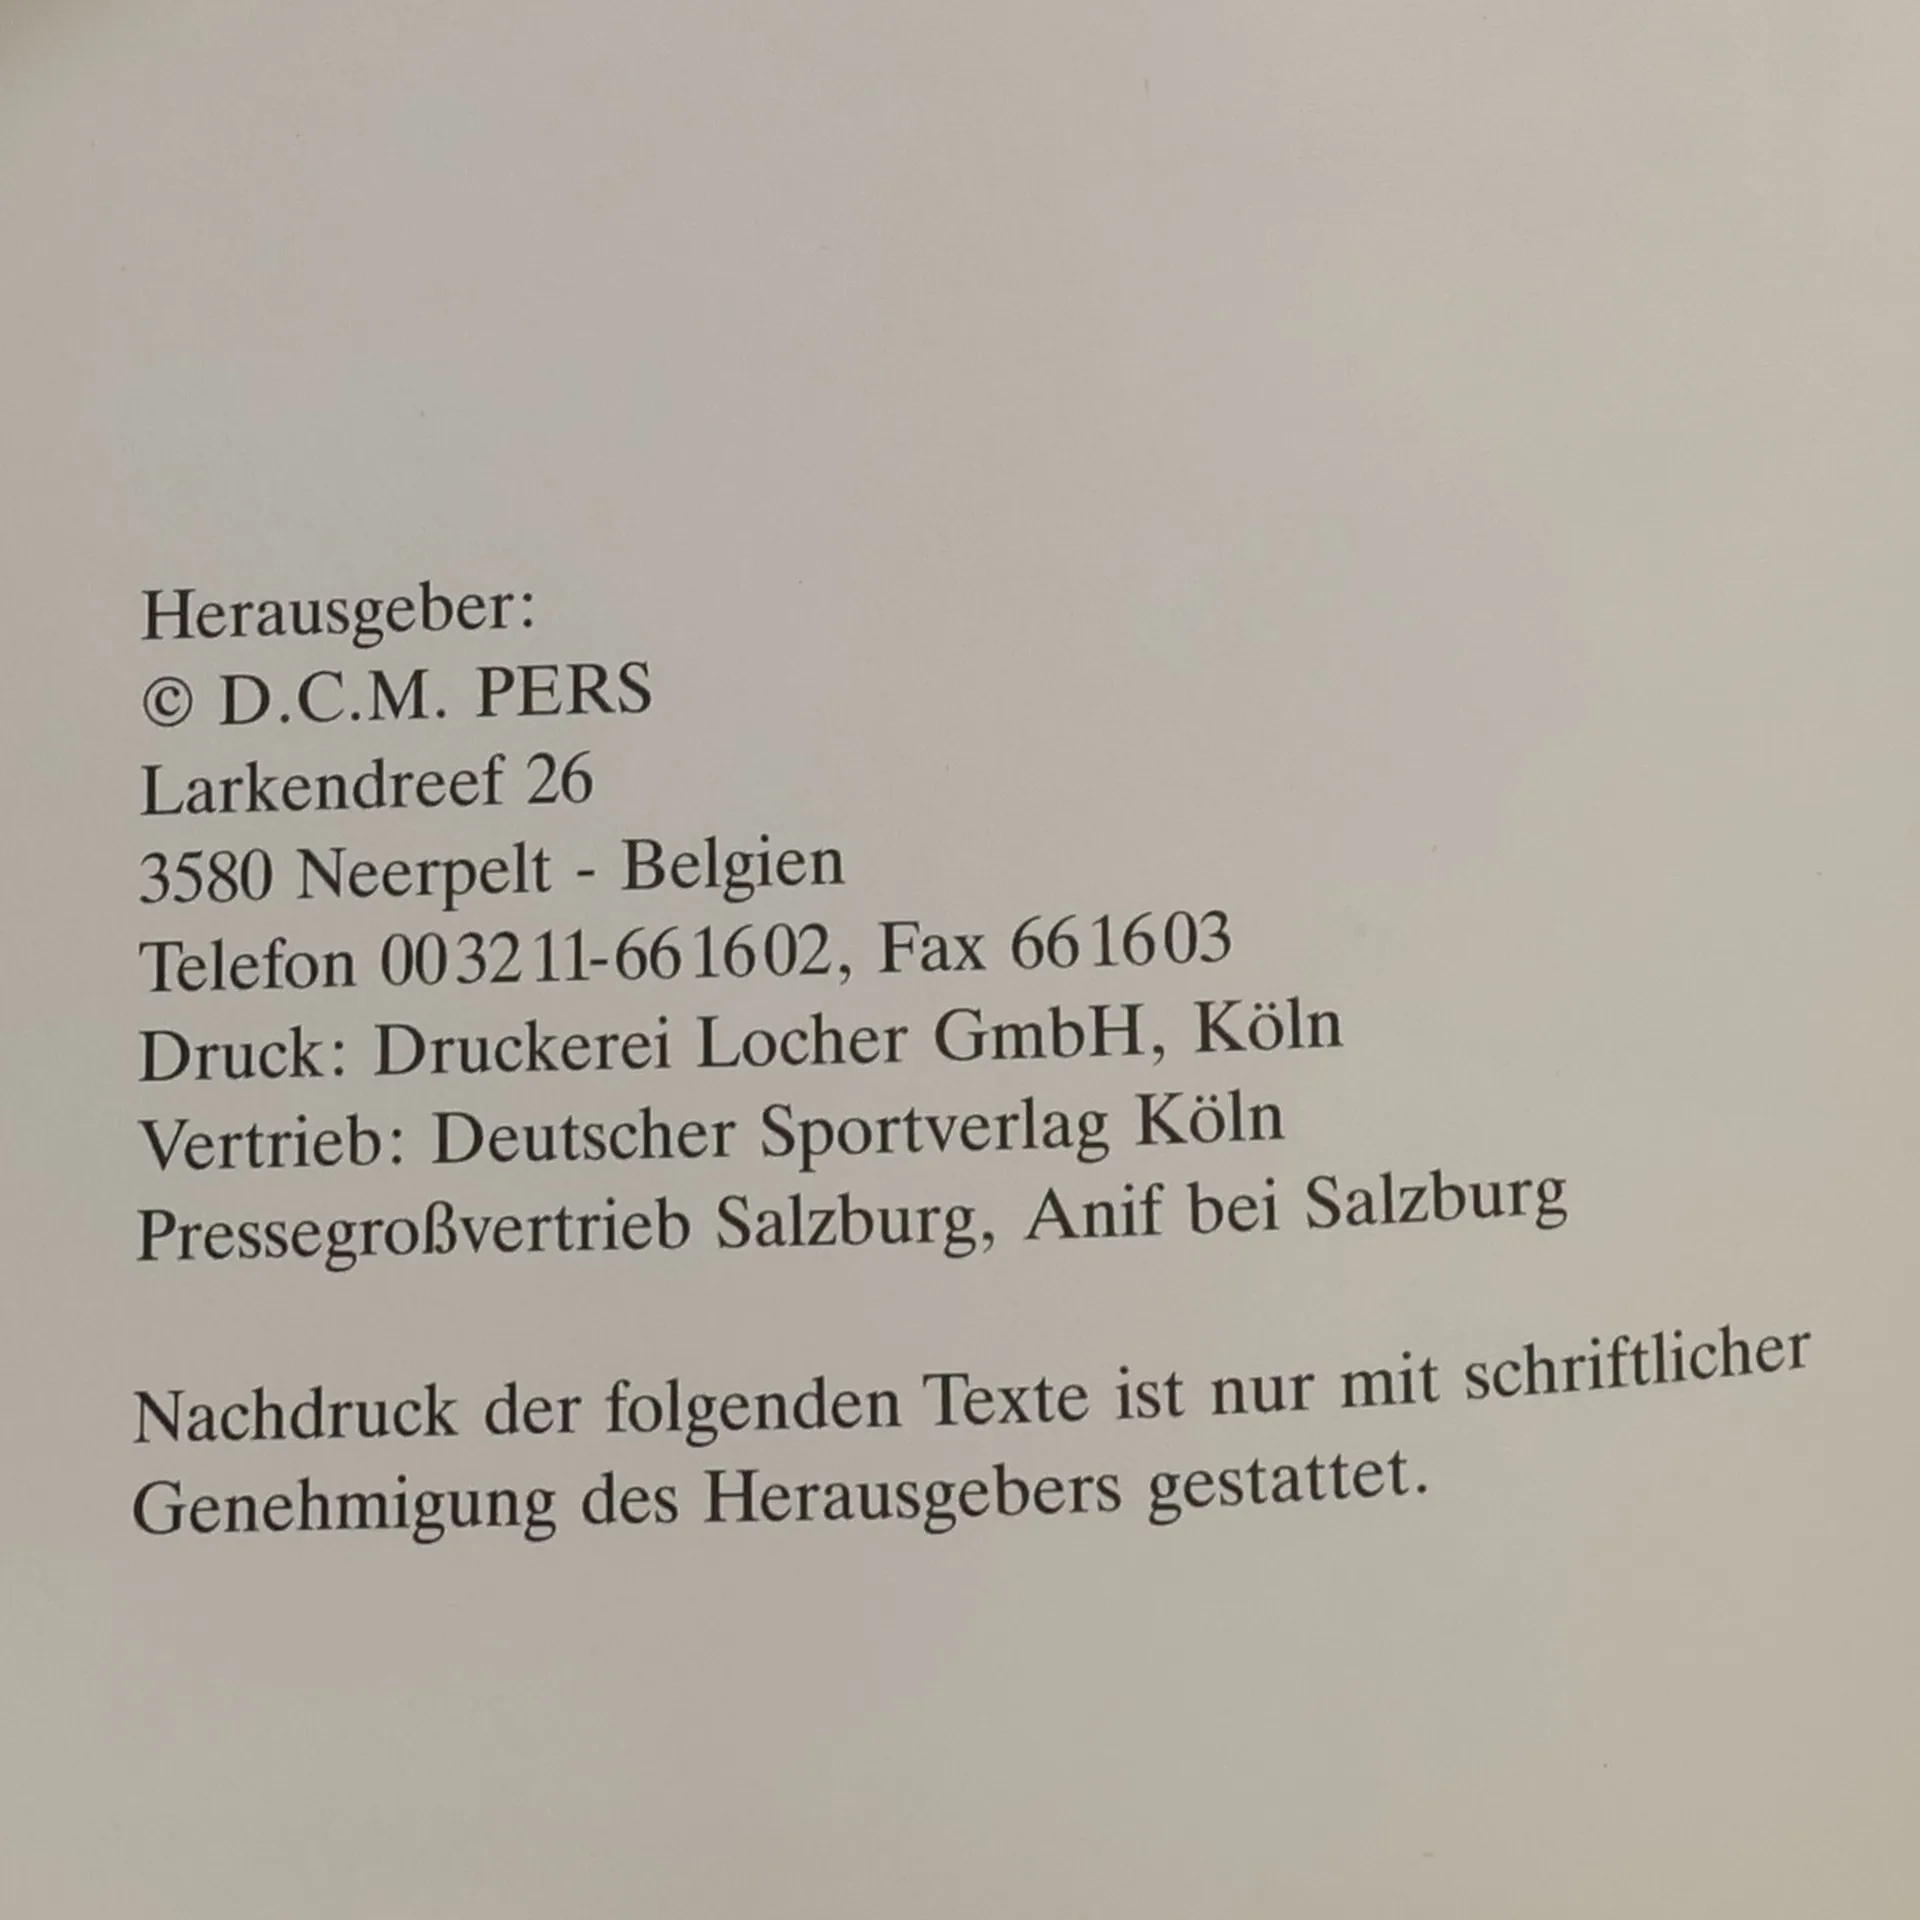 Herausgeber:
© D.C.M. PERS
Larkendreef 26
3580 Neerpelt - Belgien
Telefon 003211-661602, Fax 661603
Druck: Druckerei Locher GmbH, Köln
Vertrieb: Deutscher Sportverlag Köln
Pressegroßvertrieb Salzburg, Anif bei Salzburg
Nachdruck der folgenden Texte ist nur mit schriftlicher
Genehmigung des Herausgebers gestattet.